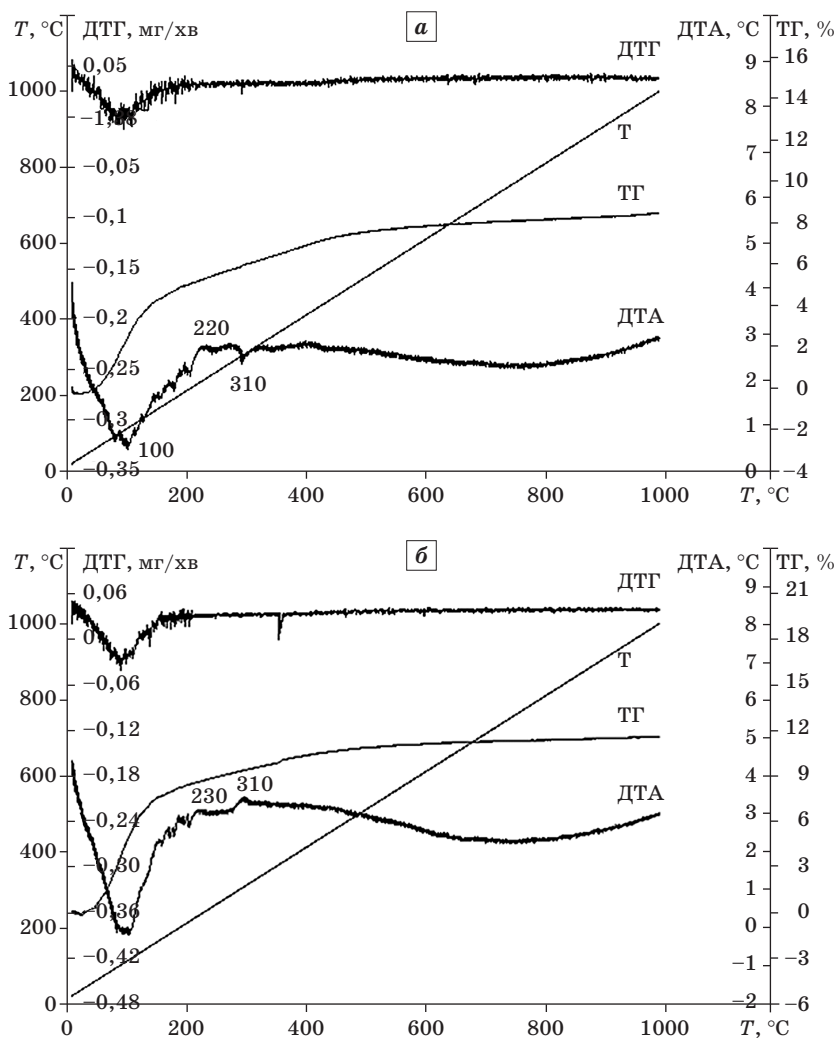 T, °C ДТГ, мг/хв а ДТА, °C ТГ, %
0,05 ДТГ 9 16
1000 8 14
−0,05 Т 7 12
800 10
−0,1 ТГ 6 8
600 5 6
−0,15
−0,2 4 4
400 220 ДТА 3 2
−0,25 310
200 2 0
−0,3 1 −2
100
0 −0,35 0 −4
0 200 400 600 800 1000 T, °C
T, °C ДТГ, мг/хв б ДТА, °C ТГ, %
0,06 ДТГ 9 21
1000 0 8 18
−0,06 Т 7 15
800 6
−0,12 ТГ 5 12
600 −0,18 310 4 9
230 ДТА
−0,24 3 6
400 2
−0,30 1 3
200 −0,36 0 0
−0,42 −1 −3
0 −0,48 −2 −6
0 200 400 600 800 1000 T, °C